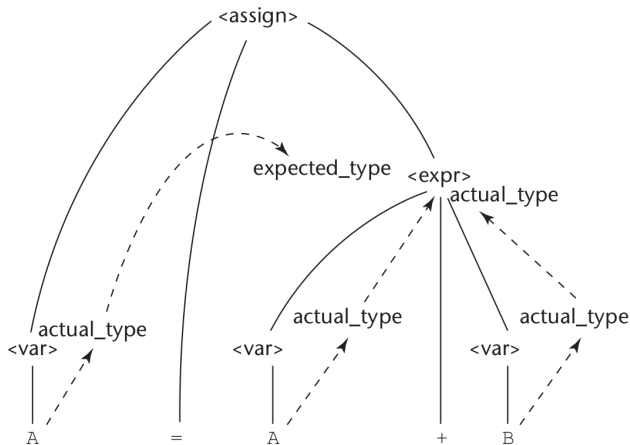 <assign>
expected_type
<expr>
actual_type
actual_type
<var>
actual_type
<var>
actual_type
<var>
A = A + B